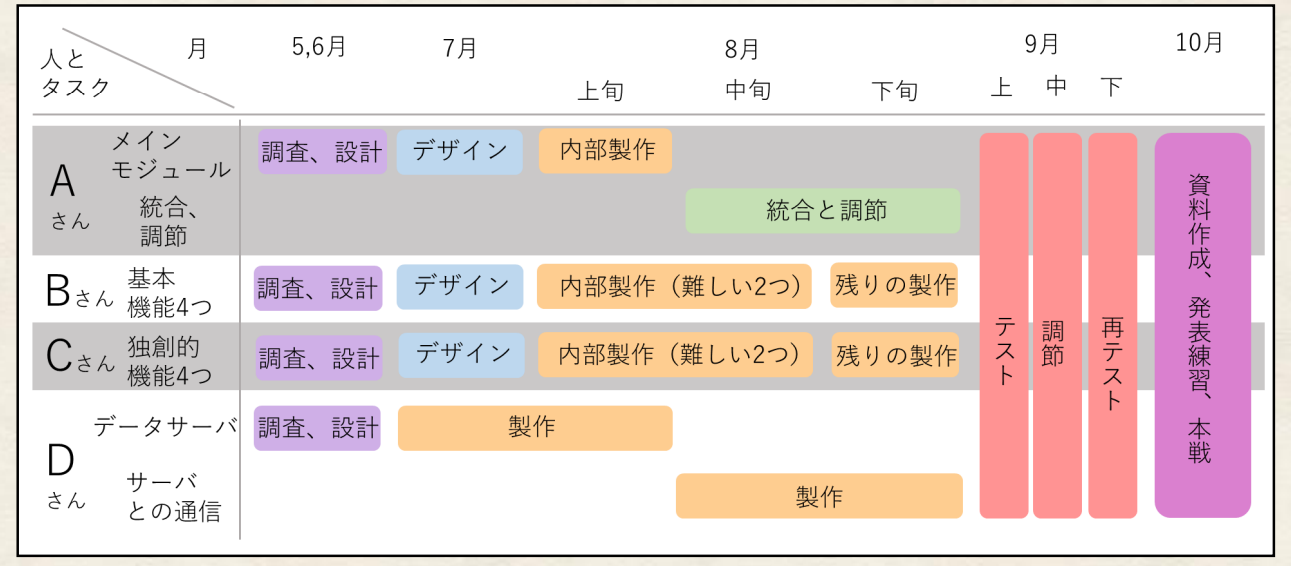 人と
タスク
月
5,6月
7月
8月
9月
10月
上旬
中旬
下旬
上
中
下
Aさん
メイン
モジュール
調査、設計
デザイン
内部製作
統合、
調節
統合と調節
Bさん
基本
機能4つ
調査、設計
デザイン
内部製作（難しい2つ）
残りの製作
Cさん
独創的
機能4つ
調査、設計
デザイン
内部製作（難しい2つ）
残りの製作
Dさん
データサーバ
調査、設計
製作
サーバ
との通信
製作
テスト
調節
再テスト
資料作成、発表練習、本戦